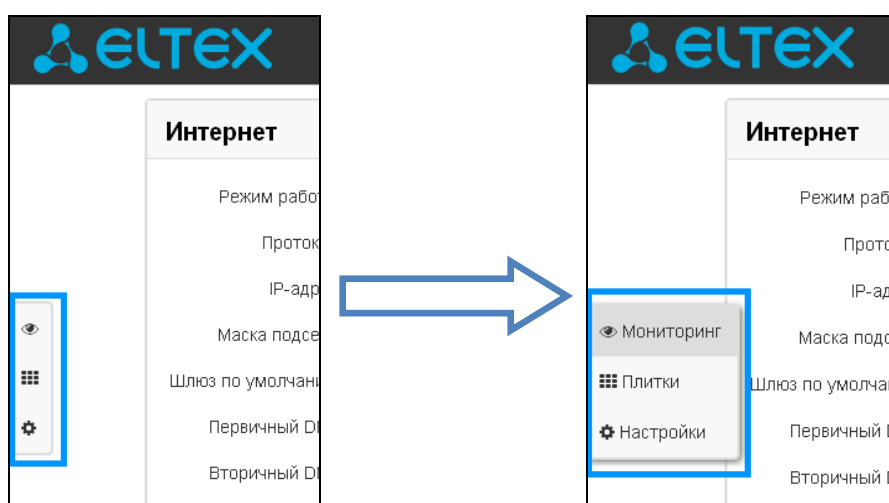 ELTEX
Интернет
Режим рабо
Проток
IP-адр
Маска подсе
Шлюз по умолчани
Первичный D
Вторичный D
ELTEX
Интернет
Режим раб
Прото
IP-ад
Мониторинг
Маска подс
Плитки
Шлюз по умолча
Настройки
Первичный
Вторичный